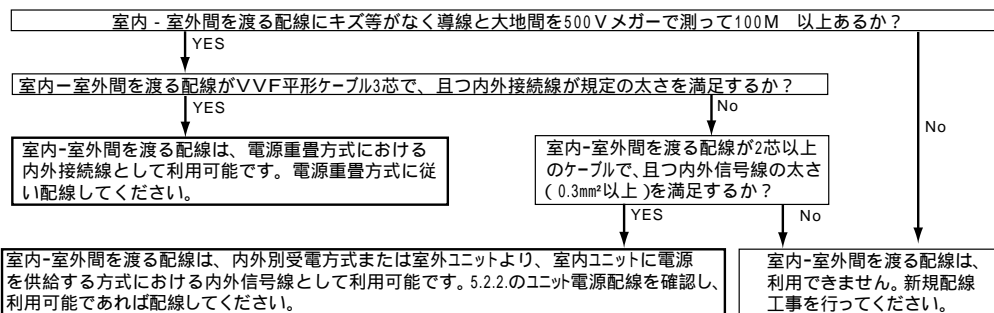 室内‐室外間を渡る配線にキズ等がなく導線と大地間を500Vメガーで測って100M 以上あるか？
YES
室内ー室外間を渡る配線がVVF平形ケーブル3芯で、且つ内外接続線が規定の太さを満足するか？
YES
No
No
室内-室外間を渡る配線は、電源重畳方式における
内外接続線として利用可能です。電源重畳方式に従
い配線してください。
室内-室外間を渡る配線が2芯以上
のケーブルで、且つ内外信号線の太さ
(0.3mm²以上)を満足するか？
YES
No
室内-室外間を渡る配線は、内外別受電方式または室外ユニットより、室内ユニットに電源
を供給する方式における内外信号線として利用可能です。5.2.2.のユニット電源配線を確認し、
利用可能であれば配線してください。
室内-室外間を渡る配線は、
利用できません。新規配線
工事を行ってください。